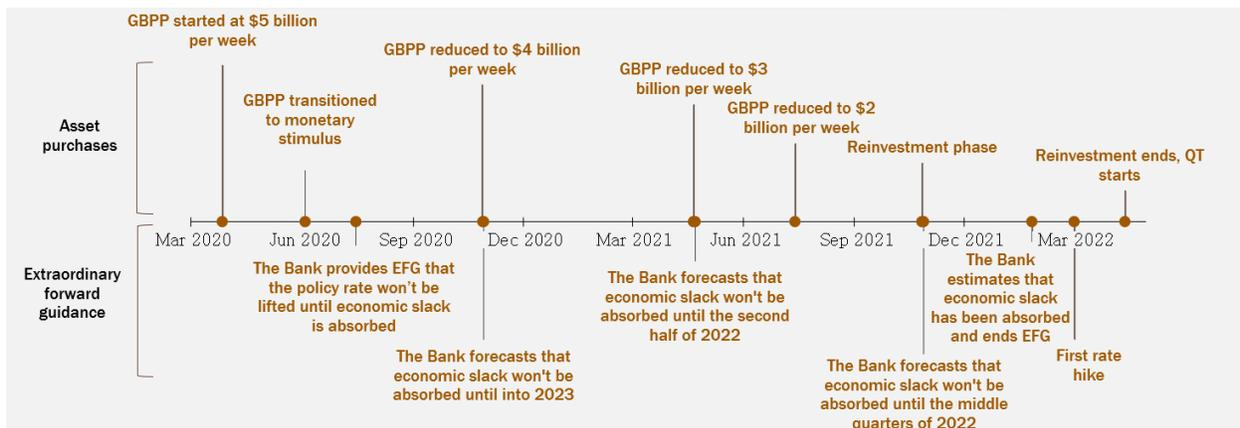 GBPP started at $5 billion
per week
GBPP reduced to $4 billion
per week
GBPP reduced to $3
billion per week
GBPP transitioned
to monetary
stimulus
GBPP reduced to $2
billion per week
Reinvestment phase
Reinvestment ends, QT
starts
Asset
purchases
Mar 2020
Jun 2020
Sep 2020
Dec 2020
Mar 2021
Jun 2021
Sep 2021
Dec 2021
Mar 2022
Extraordinary
forward
guidance
The Bank provides EFG that
the policy rate won't be
lifted until economic slack
is absorbed
The Bank forecasts that
economic slack won't be
absorbed until into 2023
The Bank forecasts that
economic slack won't be
absorbed until the second
half of 2022
The Bank forecasts that
economic slack won't be
absorbed until the middle
quarters of 2022
The Bank
estimates that
economic slack
has been absorbed
and ends EFG
First rate
hike